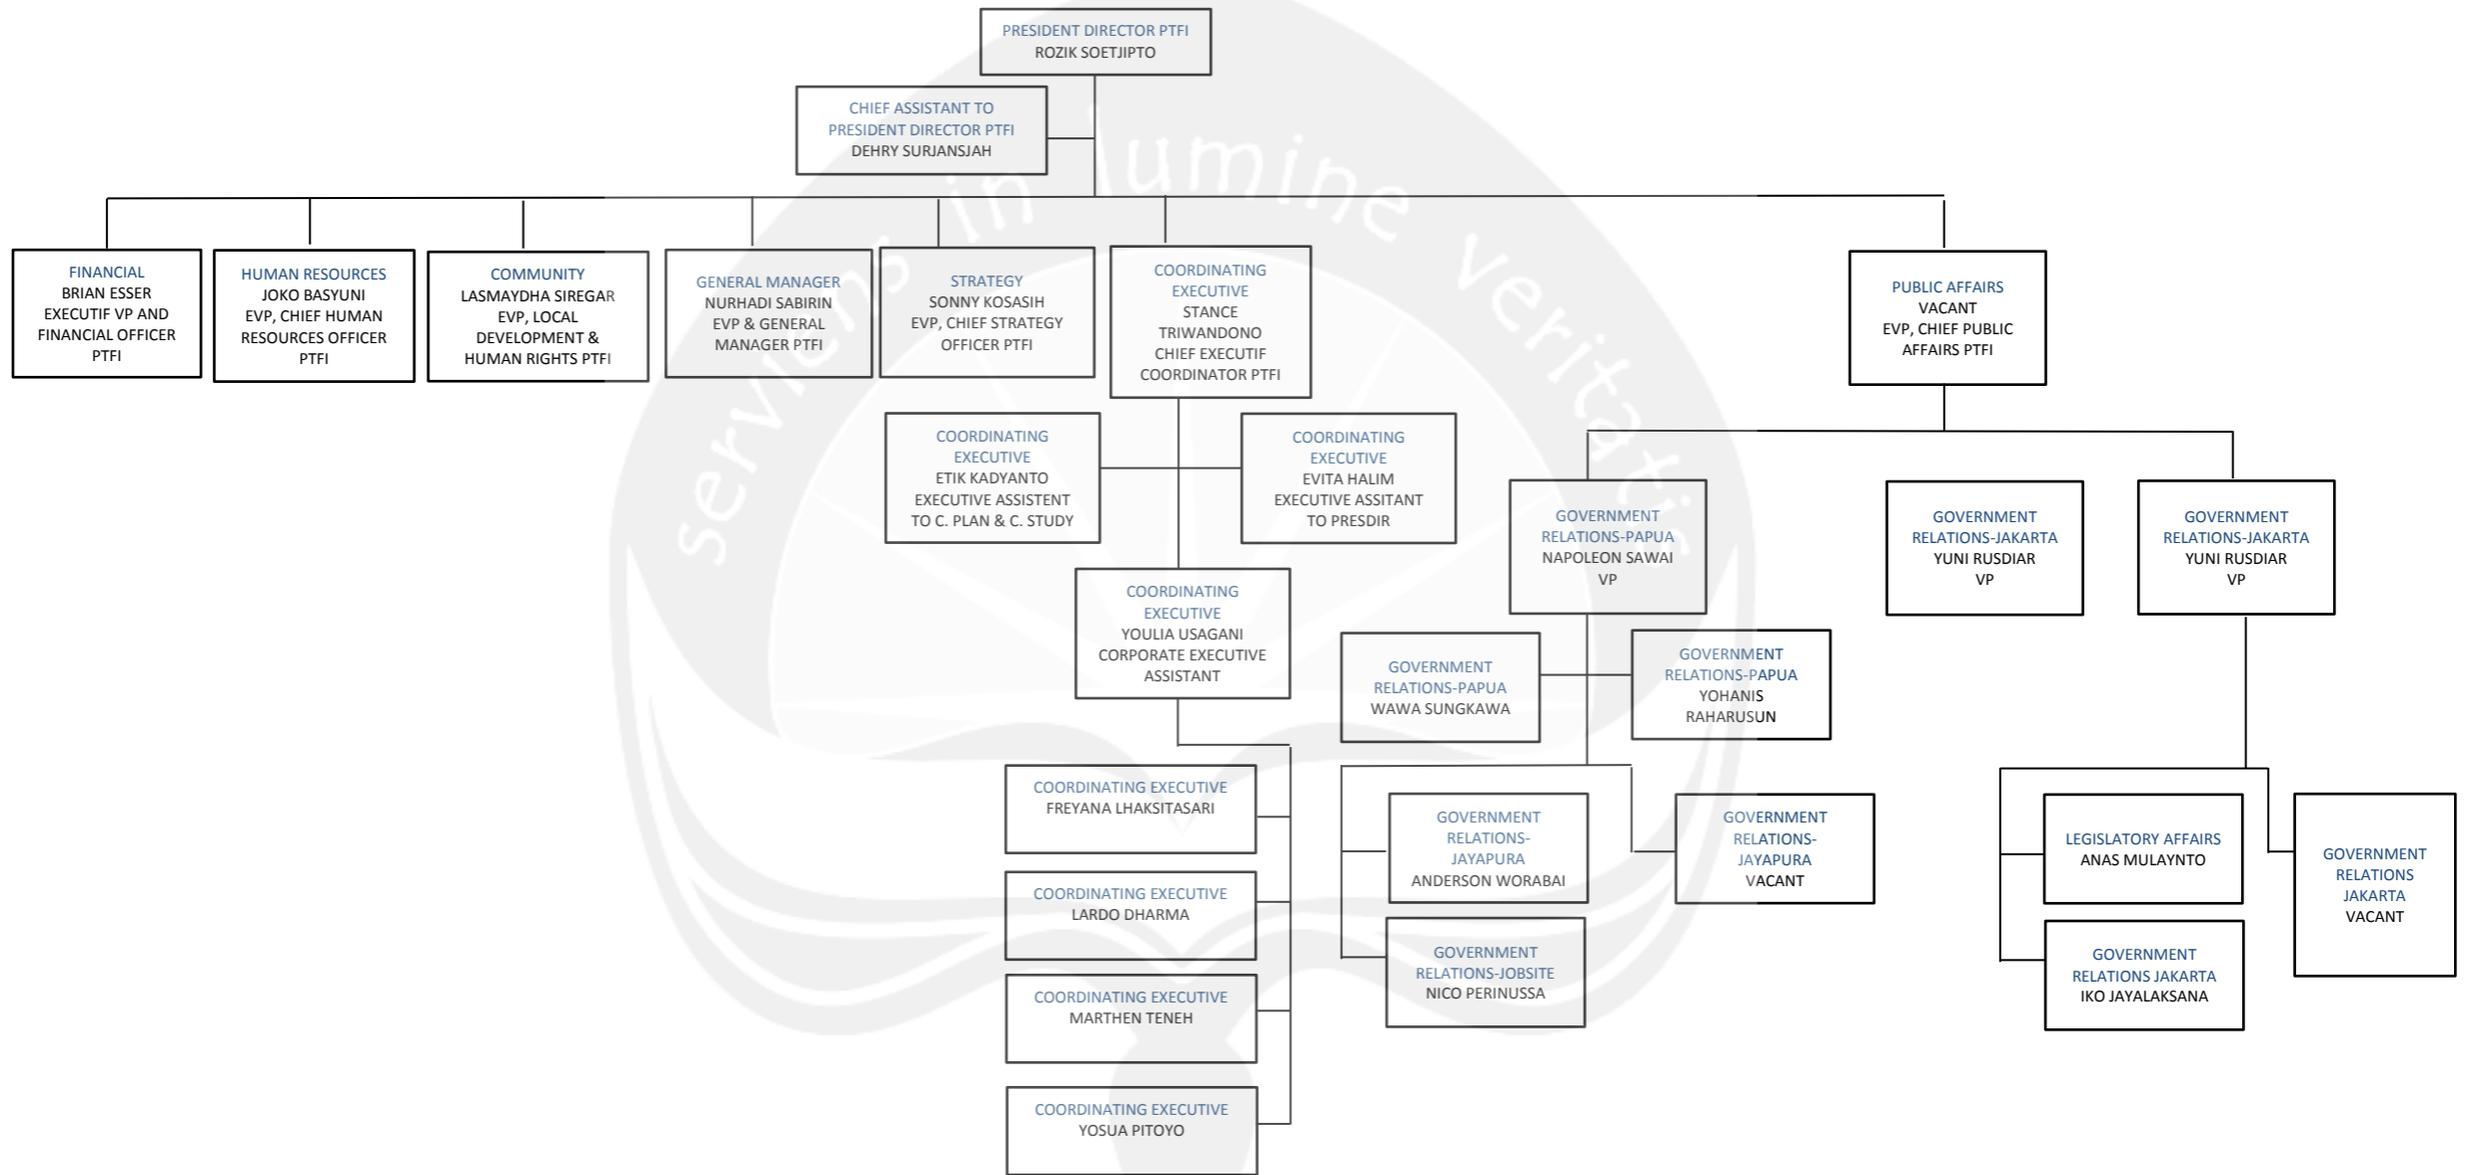 PRESIDENT DIRECTOR PTFI
ROZIK SOETJIPTO
CHIEF ASSISTANT TO
PRESIDENT DIRECTOR PTFI
DEHRY SURJANSJAH
serviens in lumine veritatis
FINANCIAL
BRIAN ESSER
EXECUTIF VP AND
FINANCIAL OFFICER
PTFI
HUMAN RESOURCES
JOKO BASYUNI
EVP, CHIEF HUMAN
RESOURCES OFFICER
PTFI
COMMUNITY
LASMAYDHA SIREGAR
EVP, LOCAL
DEVELOPMENT &
HUMAN RIGHTS PTFI
GENERAL MANAGER
NURHADI SABIRIN
EVP & GENERAL
MANAGER PTFI
STRATEGY
SONNY KOSASIH
EVP, CHIEF STRATEGY
OFFICER PTFI
COORDINATING
EXECUTIVE
STANCE
TRIWANDONO
CHIEF EXECUTIF
COORDINATOR PTFI
PUBLIC AFFAIRS
VACANT
EVP, CHIEF PUBLIC
AFFAIRS PTFI
COORDINATING
EXECUTIVE
ETIK KADYANTO
EXECUTIVE ASSISTENT
TO C. PLAN & C. STUDY
COORDINATING
EXECUTIVE
EVITA HALIM
EXECUTIVE ASSITANT
TO PRESDIR
GOVERNMENT
RELATIONS-PAPUA
NAPOLEON SAWAI
VP
GOVERNMENT
RELATIONS-JAKARTA
YUNI RUSDIAR
VP
GOVERNMENT
RELATIONS-JAKARTA
YUNI RUSDIAR
VP
COORDINATING
EXECUTIVE
YOULIA USAGANI
CORPORATE EXECUTIVE
ASSISTANT
GOVERNMENT
RELATIONS-PAPUA
WAWA SUNGKAWA
GOVERNMENT
RELATIONS-PAPUA
YOHANIS
RAHARUSUN
COORDINATING EXECUTIVE
FREYANA LHAKSITASARI
COORDINATING EXECUTIVE
LARDO DHARMA
COORDINATING EXECUTIVE
MARTHEN TENEH
COORDINATING EXECUTIVE
YOSUA PITOYO
GOVERNMENT
RELATIONS-
JAYAPURA
ANDERSON WORABAI
GOVERNMENT
RELATIONS-
JAYAPURA
VACANT
GOVERNMENT
RELATIONS-JOBSITE
NICO PERINUSSA
LEGISLATORY AFFAIRS
ANAS MULAYNTO
GOVERNMENT
RELATIONS JAKARTA
IKO JAYALAKSANA
GOVERNMENT
RELATIONS
JAKARTA
VACANT